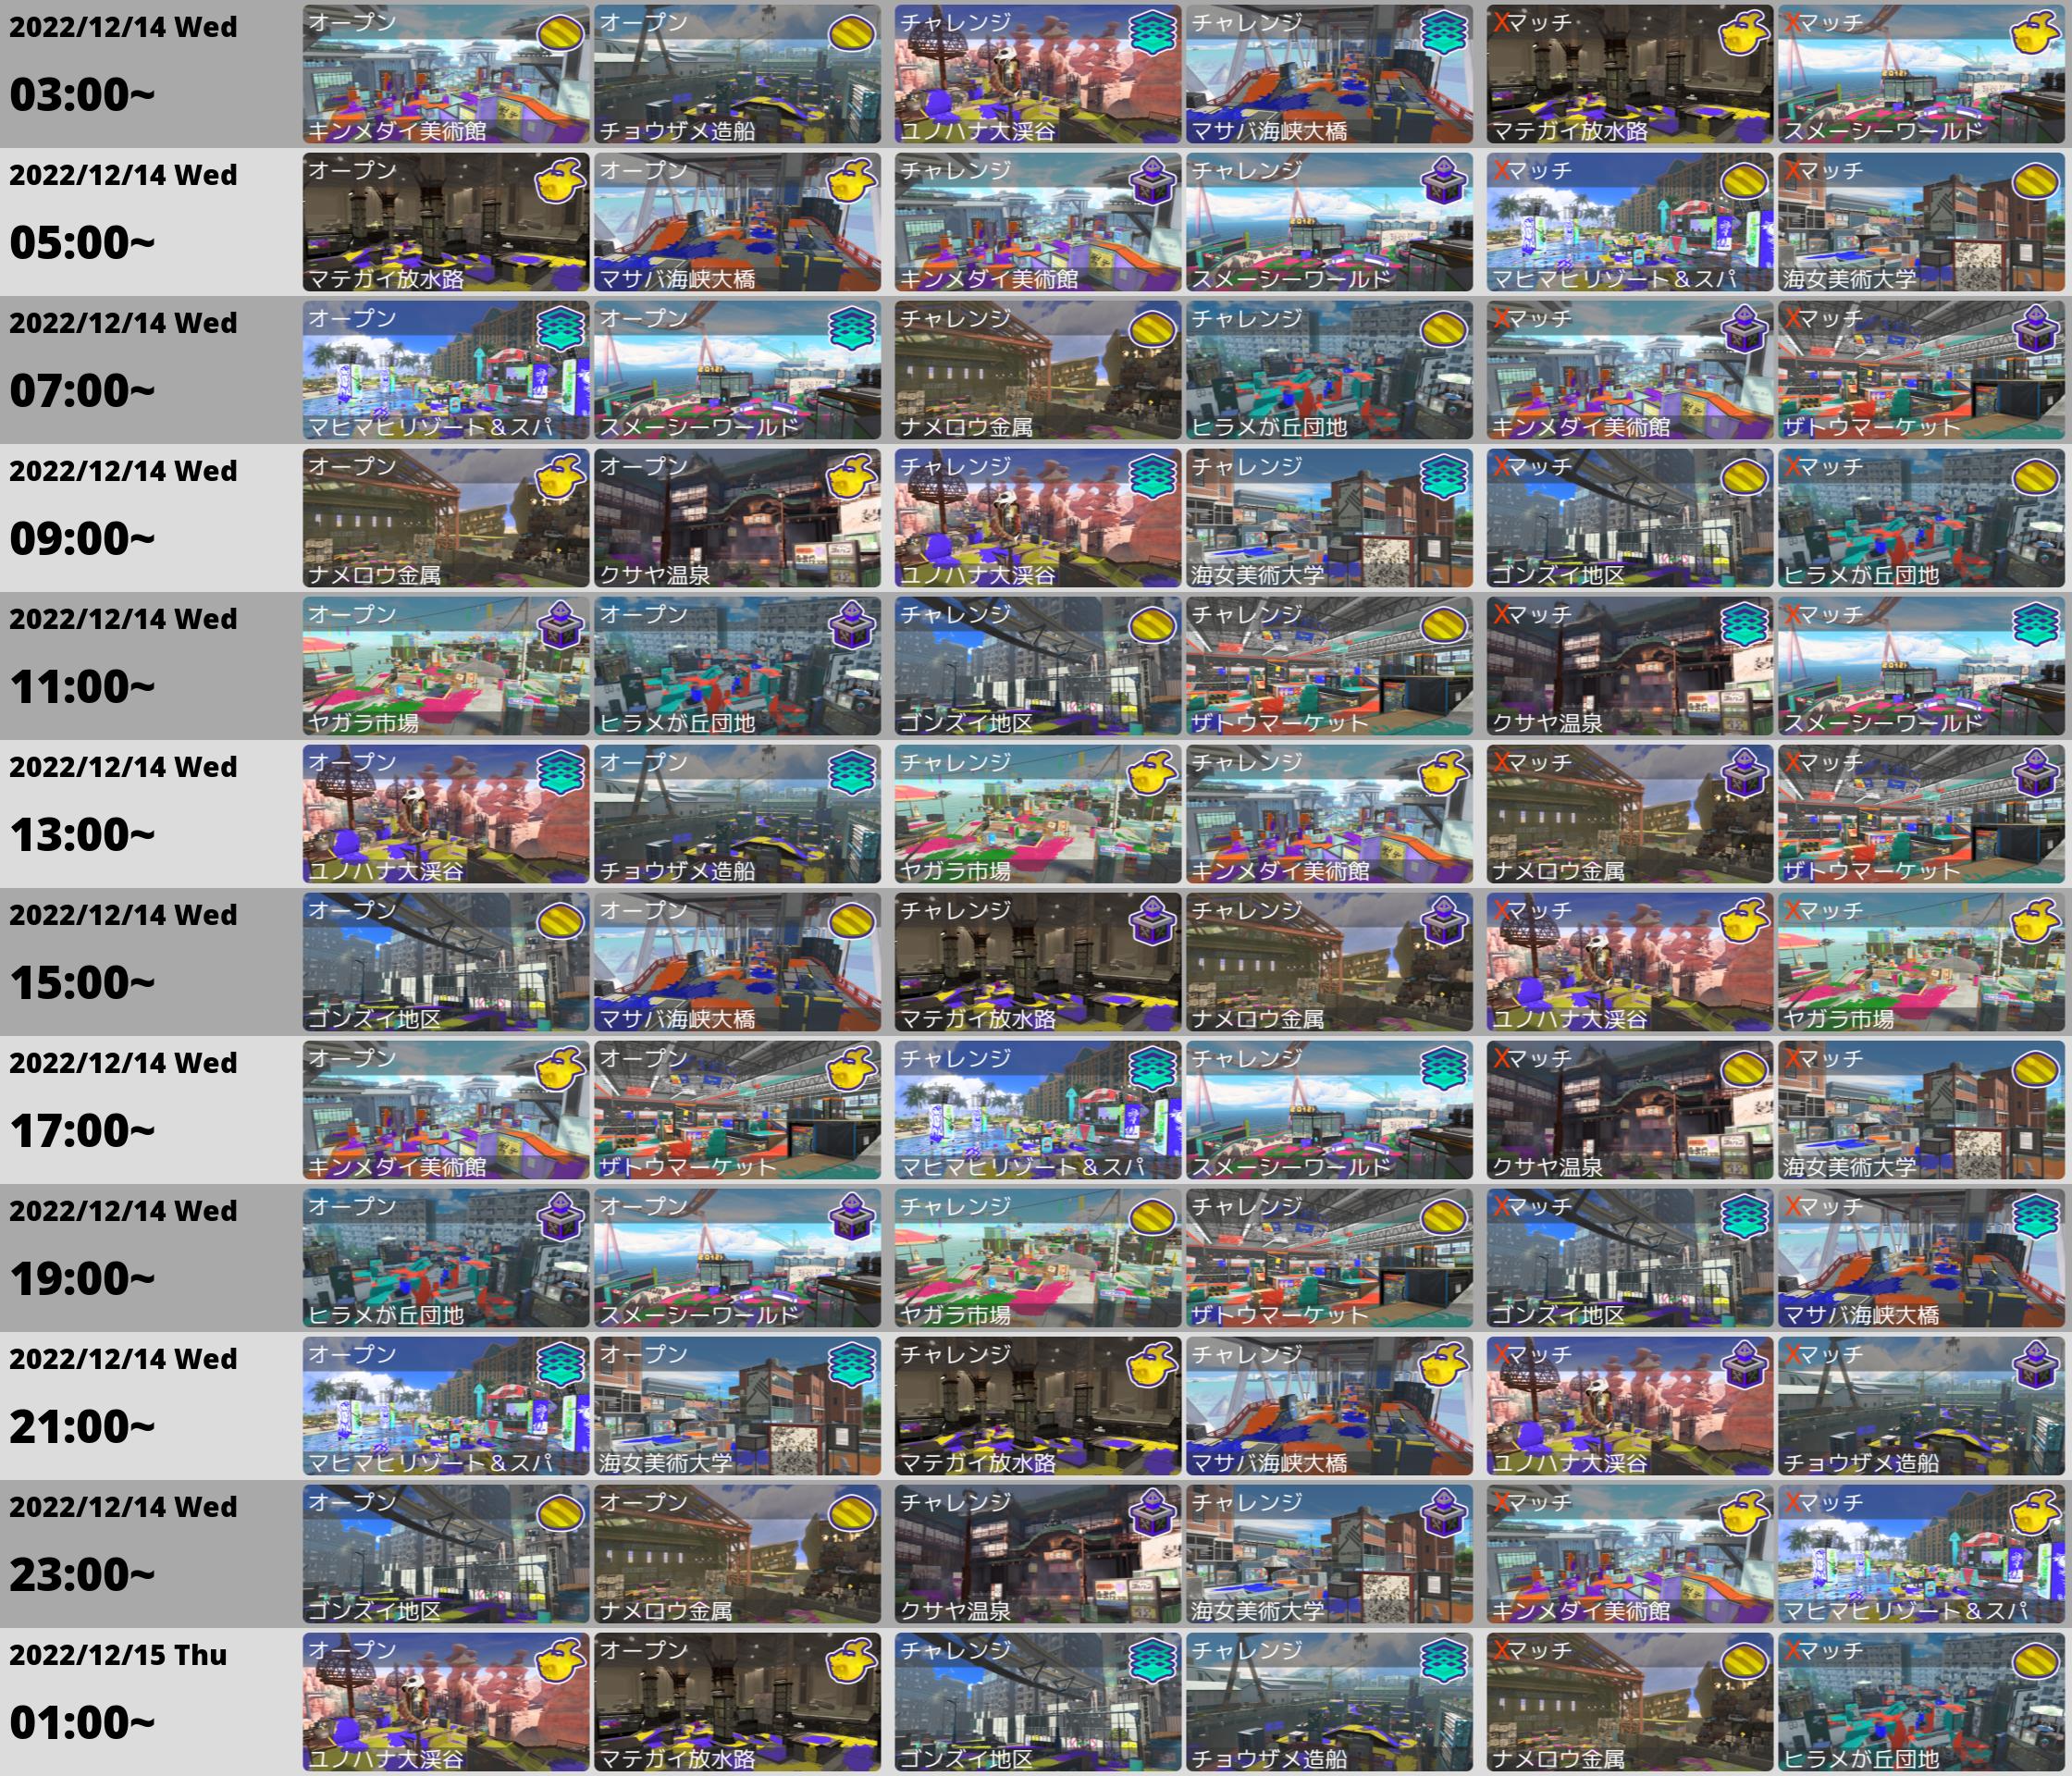 2022/12/14 Wed
03:00~
オープン
キンメダイ美術館
オープン
チョウザメ造船
チャレンジ
ユノハナ大渓谷
チャレンジ
マサバ海峡大橋
Xマッチ
マテガイ放水路
Xマッチ
スメーシーワールド
2022/12/14 Wed
05:00~
オープン
マテガイ放水路
オープン
マサバ海峡大橋
チャレンジ
キンメダイ美術館
チャレンジ
スメーシーワールド
Xマッチ
マヒマヒリゾート＆スパ
Xマッチ
海女美術大学
2022/12/14 Wed
07:00~
オープン
マヒマヒリゾート＆スパ
オープン
スメーシーワールド
チャレンジ
ナメロウ金属
チャレンジ
ヒラメが丘団地
Xマッチ
キンメダイ美術館
Xマッチ
ザトウマーケット
2022/12/14 Wed
09:00~
オープン
ナメロウ金属
オープン
クサヤ温泉
チャレンジ
ユノハナ大渓谷
チャレンジ
海女美術大学
Xマッチ
ゴンズイ地区
Xマッチ
ヒラメが丘団地
2022/12/14 Wed
11:00~
オープン
ヤガラ市場
オープン
ヒラメが丘団地
チャレンジ
ゴンズイ地区
チャレンジ
ザトウマーケット
Xマッチ
クサヤ温泉
Xマッチ
スメーシーワールド
2022/12/14 Wed
13:00~
オープン
ユノハナ大渓谷
オープン
チョウザメ造船
チャレンジ
ヤガラ市場
チャレンジ
キンメダイ美術館
Xマッチ
ナメロウ金属
Xマッチ
ザトウマーケット
2022/12/14 Wed
15:00~
オープン
ゴンズイ地区
オープン
マサバ海峡大橋
チャレンジ
マテガイ放水路
チャレンジ
ナメロウ金属
Xマッチ
ユノハナ大渓谷
Xマッチ
ヤガラ市場
2022/12/14 Wed
17:00~
オープン
キンメダイ美術館
オープン
ザトウマーケット
チャレンジ
マヒマヒリゾート＆スパ
チャレンジ
スメーシーワールド
Xマッチ
クサヤ温泉
Xマッチ
海女美術大学
2022/12/14 Wed
19:00~
オープン
ヒラメが丘団地
オープン
スメーシーワールド
チャレンジ
ヤガラ市場
チャレンジ
ザトウマーケット
Xマッチ
ゴンズイ地区
Xマッチ
マサバ海峡大橋
2022/12/14 Wed
21:00~
オープン
マヒマヒリゾート＆スパ
オープン
海女美術大学
チャレンジ
マテガイ放水路
チャレンジ
マサバ海峡大橋
Xマッチ
ユノハナ大渓谷
Xマッチ
チョウザメ造船
2022/12/14 Wed
23:00~
オープン
ゴンズイ地区
オープン
ナメロウ金属
チャレンジ
クサヤ温泉
チャレンジ
海女美術大学
Xマッチ
キンメダイ美術館
Xマッチ
マヒマヒリゾート＆スパ
2022/12/15 Thu
01:00~
オープン
ユノハナ大渓谷
オープン
マテガイ放水路
チャレンジ
ゴンズイ地区
チャレンジ
チョウザメ造船
Xマッチ
ナメロウ金属
Xマッチ
ヒラメが丘団地